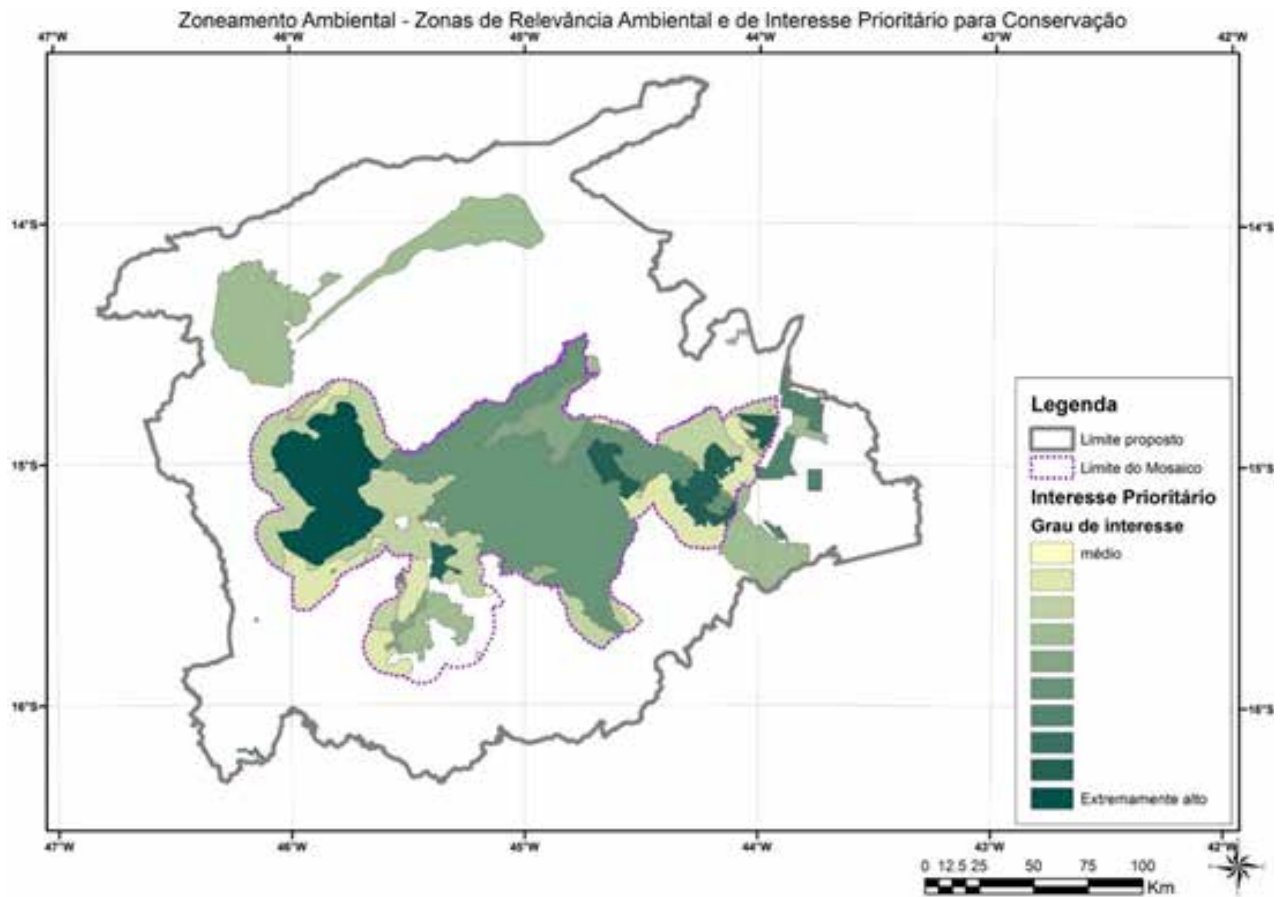 Zoneamento Ambiental - Zonas de Relevância Ambiental e de Interesse Prioritário para Conservação
47°W 46°W 45°W 44°W 43°W 42°W
14°S 14°S
15°S 15°S
16°S 16°S
Legenda
Límite proposto
Límite do Mosaico
Interesse Prioritário
Grau de interesse
médio
Extremamente alto
47°W 46°W 45°W 44°W 43°W 42°W
0 12.5 25 50 75 100
Km